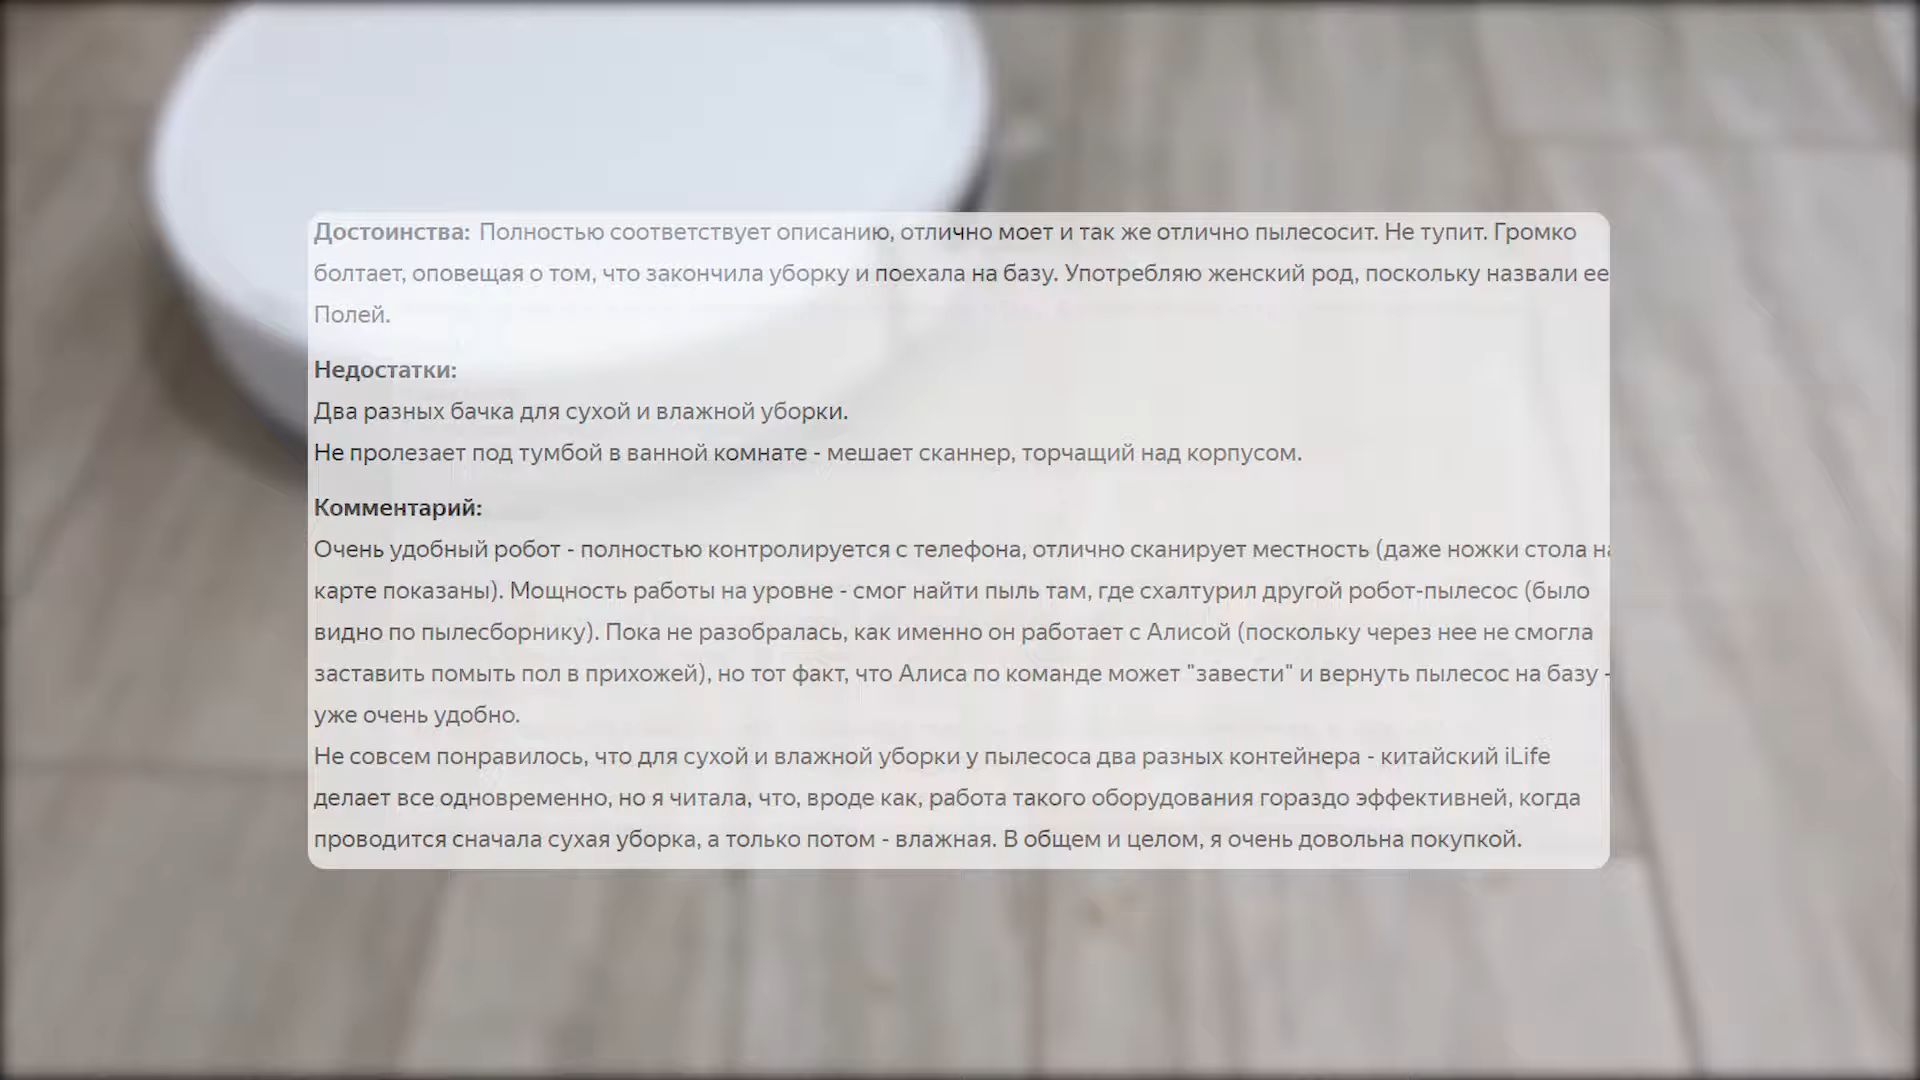 Достоинства: Полностью соответствует описанию, отлично моет и так же отлично пылесосит. Не тупит. Громко
болтает, оповещая о том, что закончила уборку и поехала на базу. Употребляю женский род, поскольку назвали ее
Полей.
Недостатки:
Два разных бачка для сухой и влажной уборки.
Не пролезает под тумбой в ванной комнате - мешает сканнер, торчащий над корпусом.
Комментарий:
Очень удобный робот - полностью контролируется с телефона, отлично сканирует местность (даже ножки стола на
карте показаны). Мощность работы на уровне - смог найти пыль там, где схалтурил другой робот-пылесос (было
видно по пылесборнику). Пока не разобралась, как именно он работает с Алисой (поскольку через нее не смогла
заставить помыть пол в прихожей), но тот факт, что Алиса по команде может "завести" и вернуть пылесос на базу -
уже очень удобно.
Не совсем понравилось, что для сухой и влажной уборки у пылесоса два разных контейнера - китайский iLife
делает все одновременно, но я читала, что, вроде как, работа такого оборудования гораздо эффективней, когда
проводится сначала сухая уборка, а только потом - влажная. В общем и целом, я очень довольна покупкой.